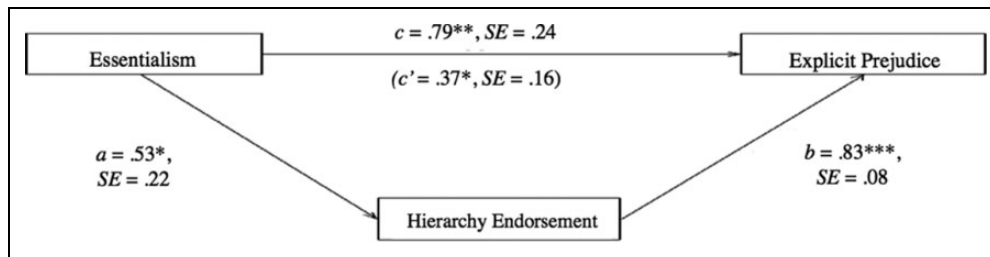 c = .79**, SE = .24
Essentialism
Explicit Prejudice
(c’= .37*, SE = .16)
a = .53*,
SE = .22
b = .83***,
SE = .08
Hierarchy Endorsement